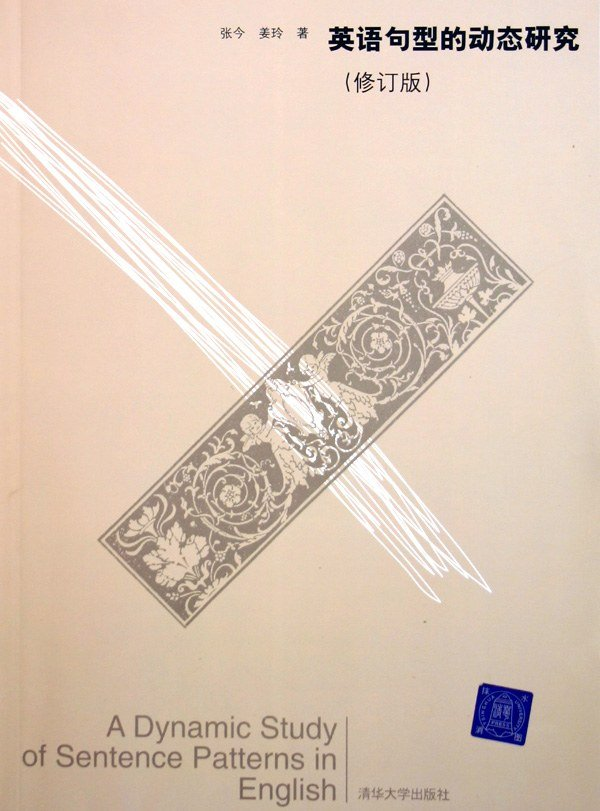 张今 姜玲 著 英语句型的动态研究
(修订版)
A Dynamic Study
of Sentence Patterns in
English
清华大学出版社